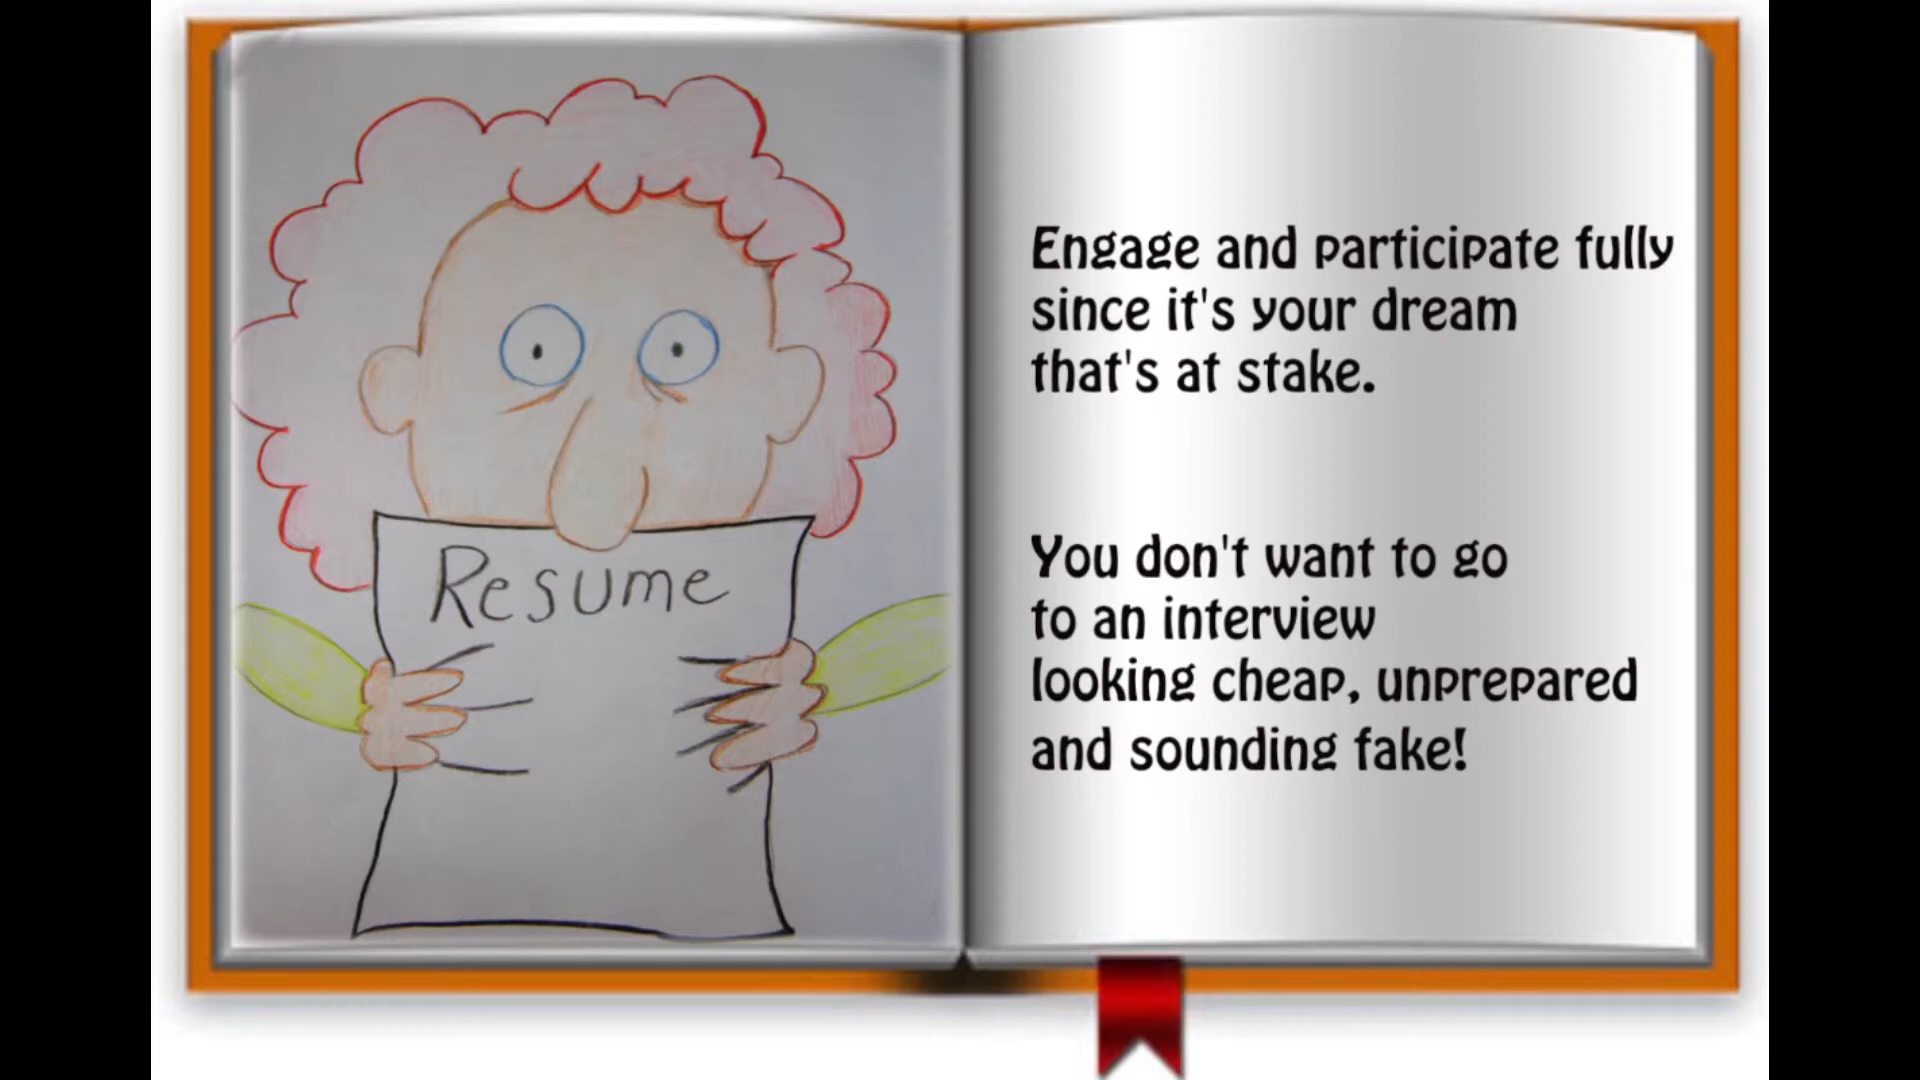 Resume
Engage and participate fully
since it's your dream
that's at stake.
You don't want to go
to an interview
looking cheap, unprepared
and sounding fake!